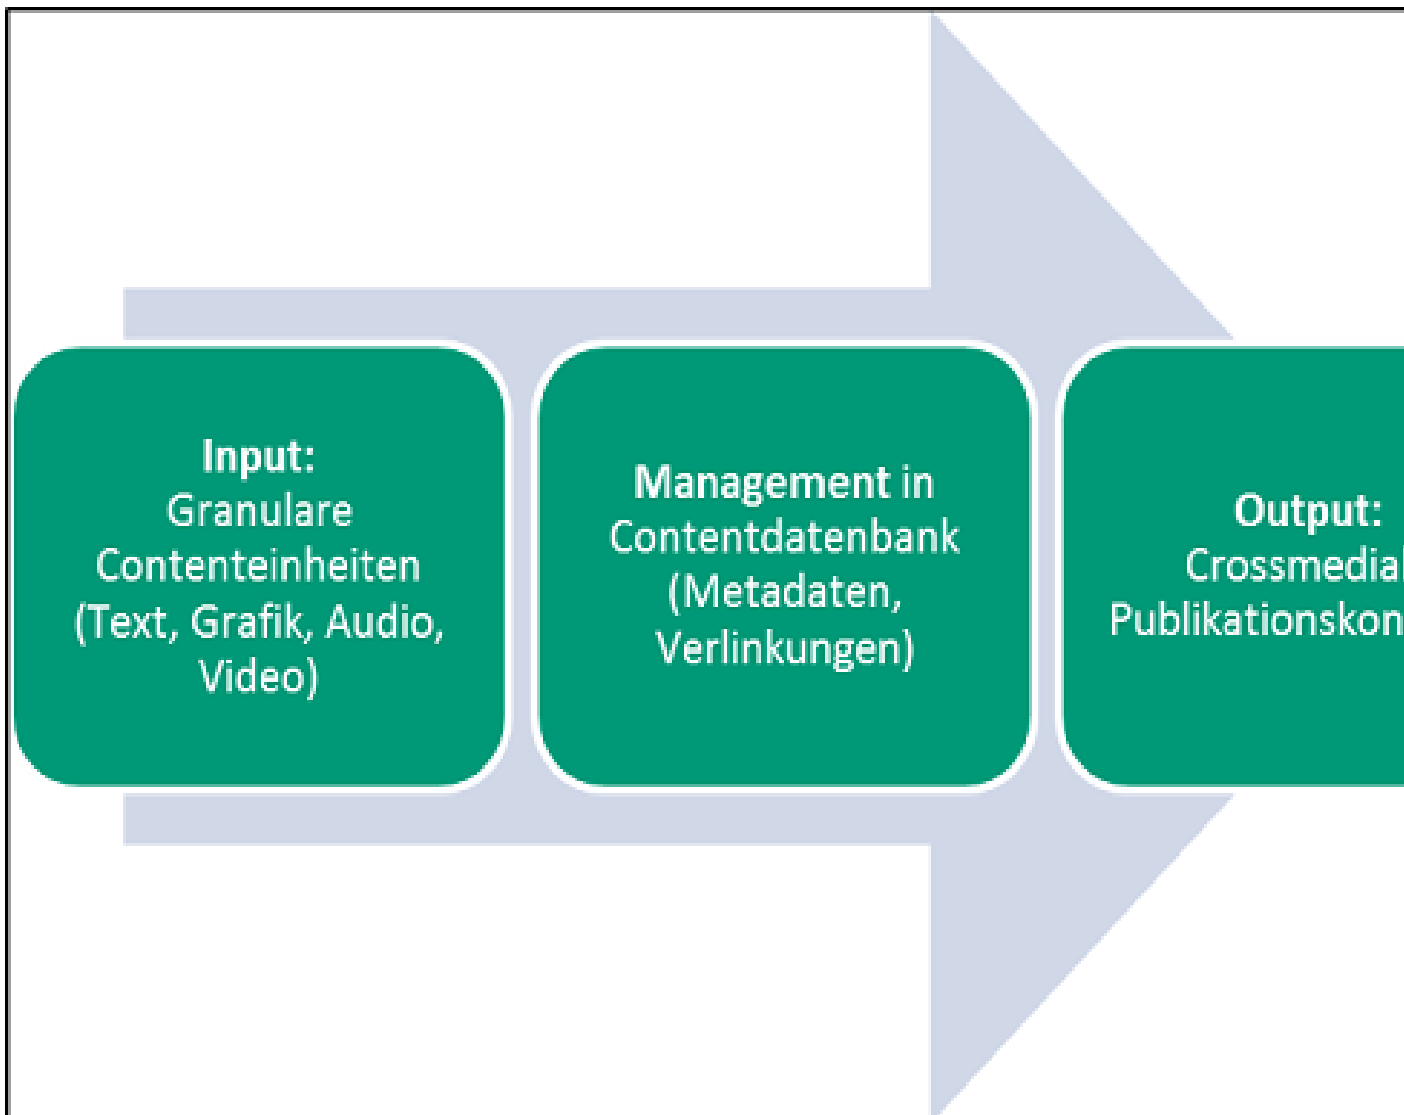 Input:
Granulare
Contenteinheiten
(Text, Grafik, Audio,
Video)
Management in
Contentdatenbank
(Metadaten,
Verlinkungen)
Output: